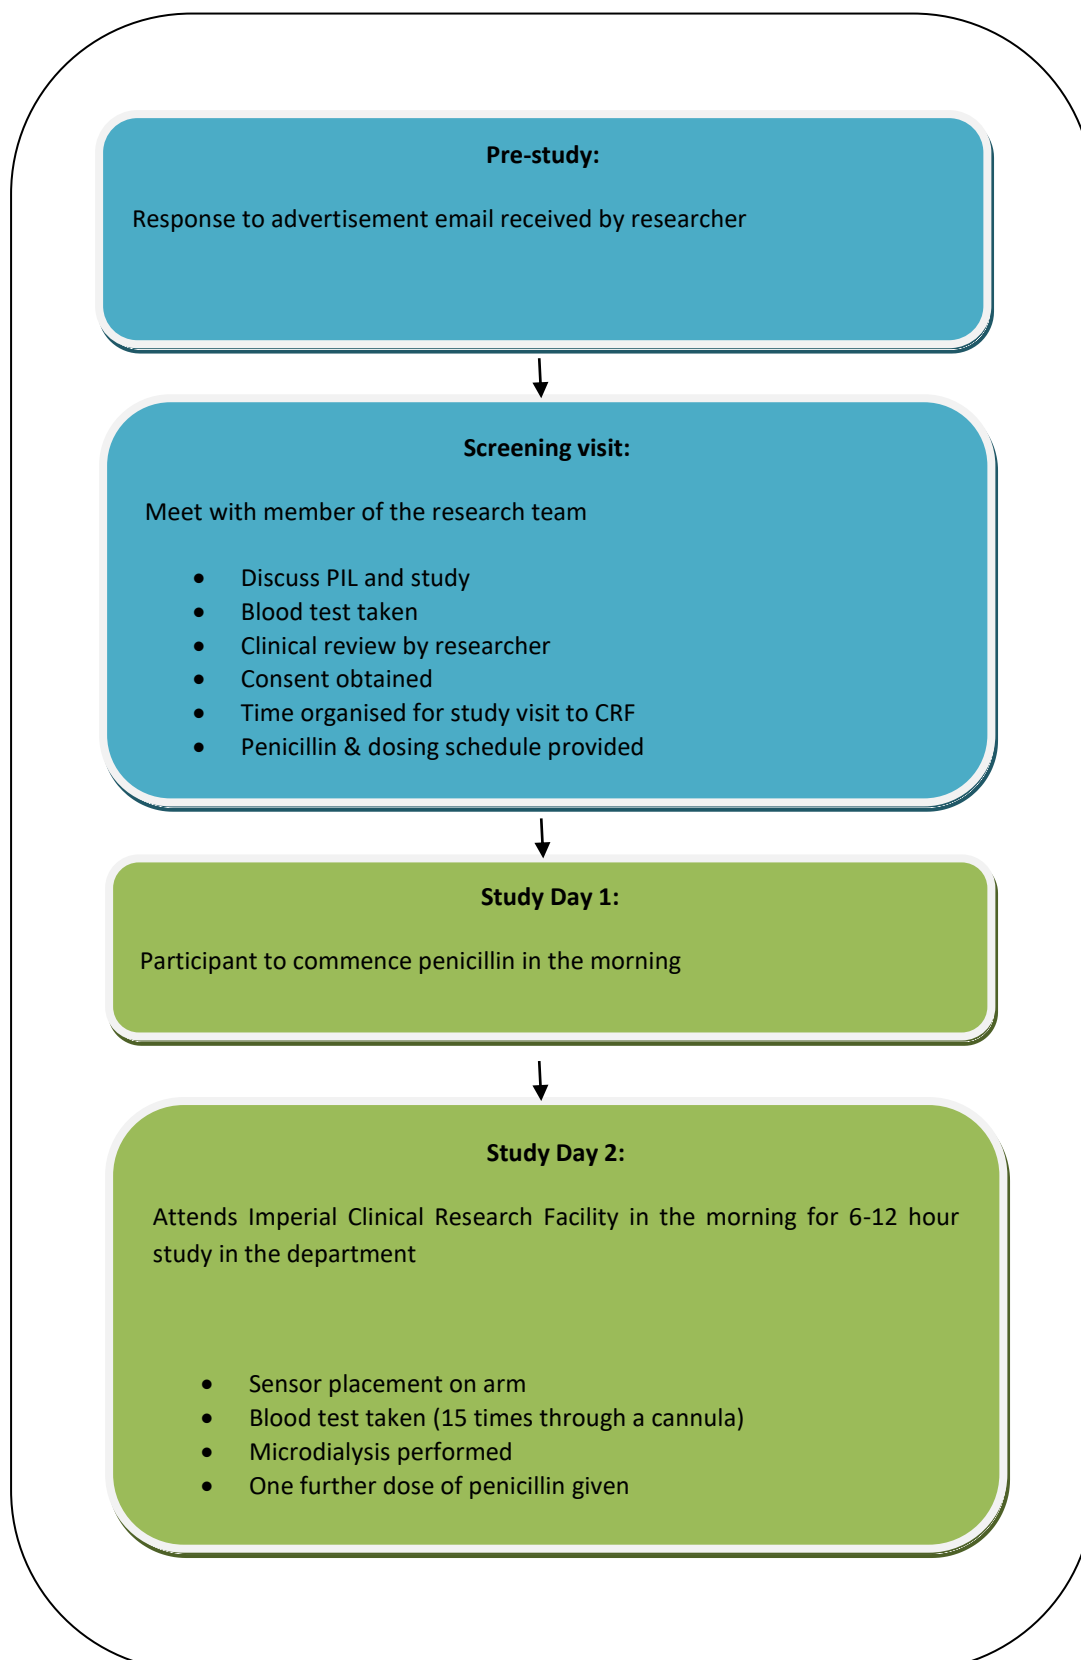 Pre-study:
Response to advertisement email received by researcher
Screening visit:
Meet with member of the research team
• Discuss PIL and study
• Blood test taken
• Clinical review by researcher
• Consent obtained
• Time organised for study visit to CRF
• Penicillin & dosing schedule provided
Study Day 1:
Participant to commence penicillin in the morning
Study Day 2:
Attends Imperial Clinical Research Facility in the morning for 6-12 hour
study in the department
• Sensor placement on arm
• Blood test taken (15 times through a cannula)
• Microdialysis performed
• One further dose of penicillin given